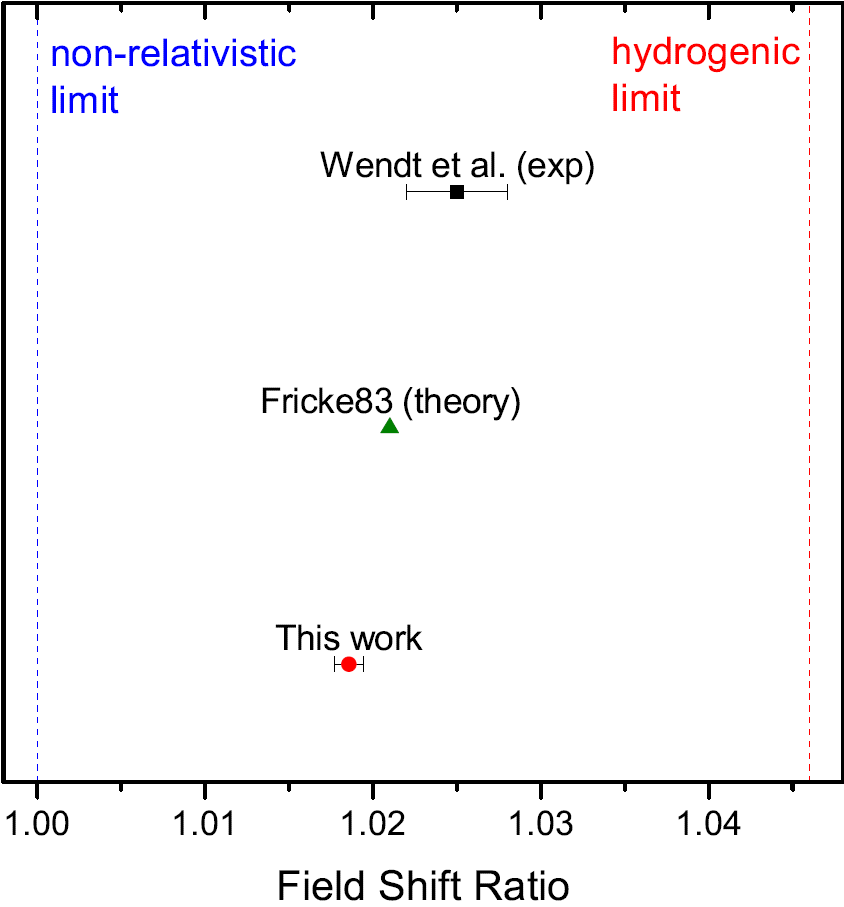 non-relativistic
limit
hydrogenic
limit
Wendt et al. (exp)
Fricke83 (theory)
This work
1.00 1.01 1.02 1.03 1.04
Field Shift Ratio